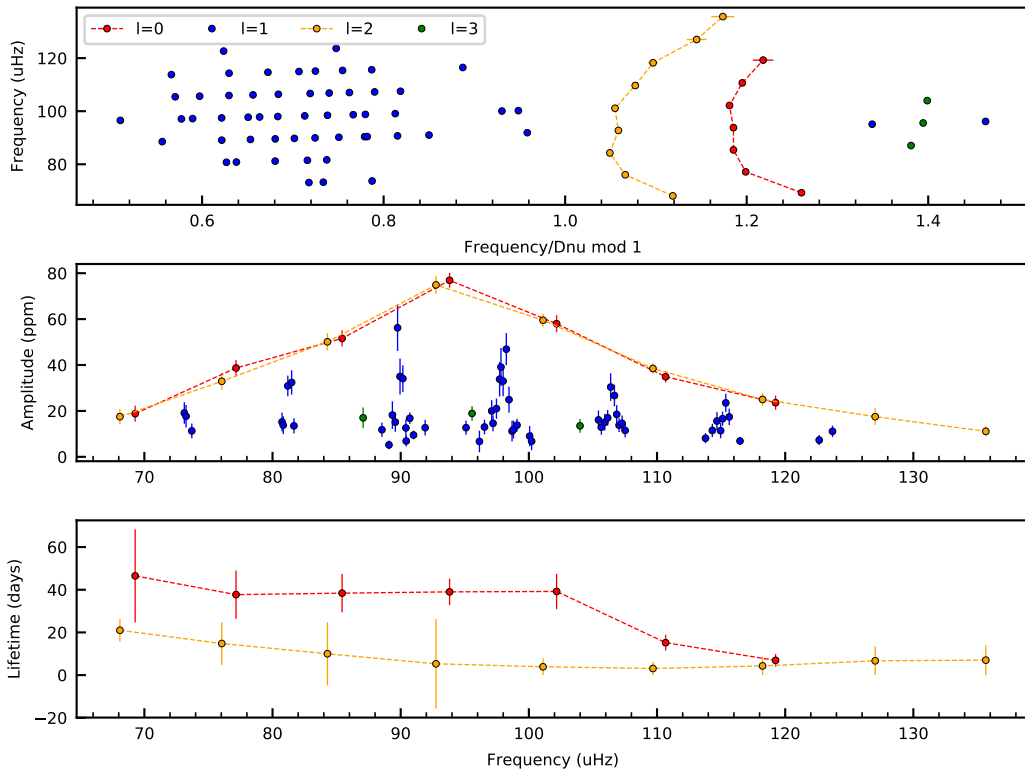 l=0 l=1 l=2 l=3
Frequency (uHz)
120
100
80
0.6 0.8 1.0 1.2 1.4
Frequency/Dnu mod 1
Amplitude (ppm)
80
60
40
20
0
70 80 90 100 110 120 130
Lifetime (days)
60
40
20
0
−20
70 80 90 100 110 120 130
Frequency (uHz)